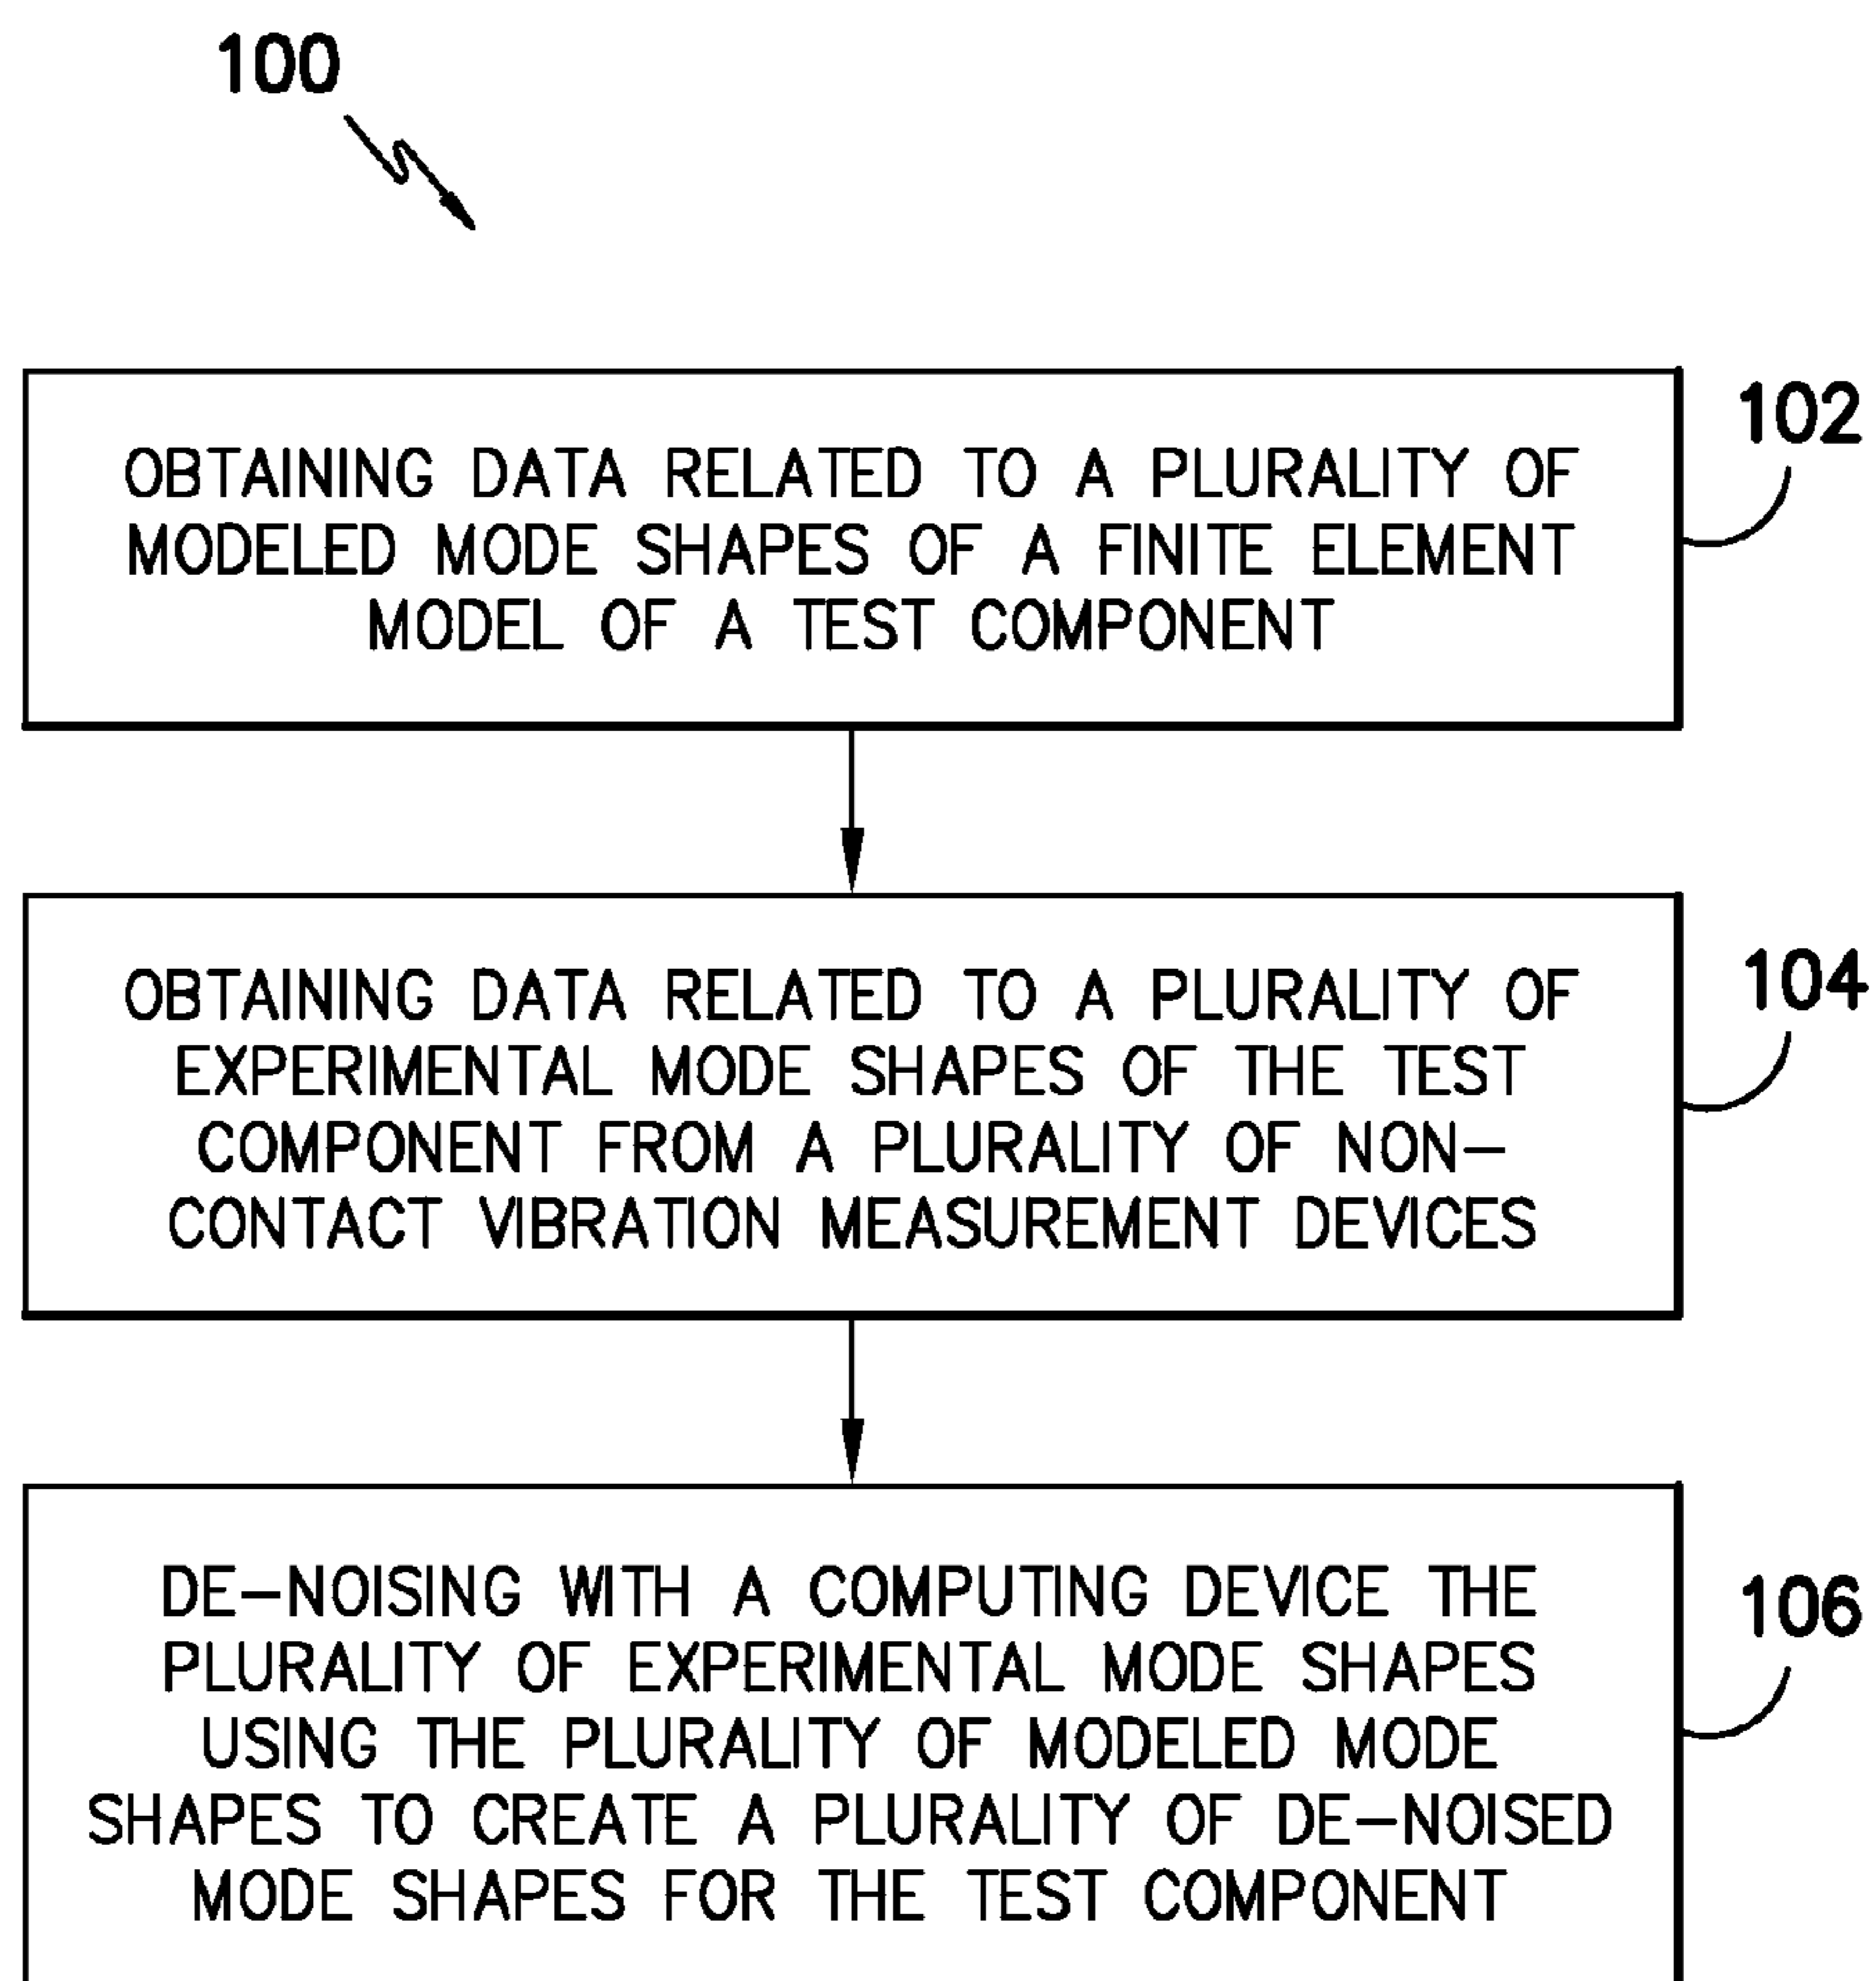 100
102
OBTAINING DATA RELATED TO A PLURALITY OF
MODELED MODE SHAPES OF A FINITE ELEMENT
MODEL OF A TEST COMPONENT
104
OBTAINING DATA RELATED TO A PLURALITY OF
EXPERIMENTAL MODE SHAPES OF THE TEST
COMPONENT FROM A PLURALITY OF NON-
CONTACT VIBRATION MEASUREMENT DEVICES
106
DE-NOISING WITH A COMPUTING DEVICE THE
PLURALITY OF EXPERIMENTAL MODE SHAPES
USING THE PLURALITY OF MODELED MODE
SHAPES TO CREATE A PLURALITY OF DE-NOISED
MODE SHAPES FOR THE TEST COMPONENT